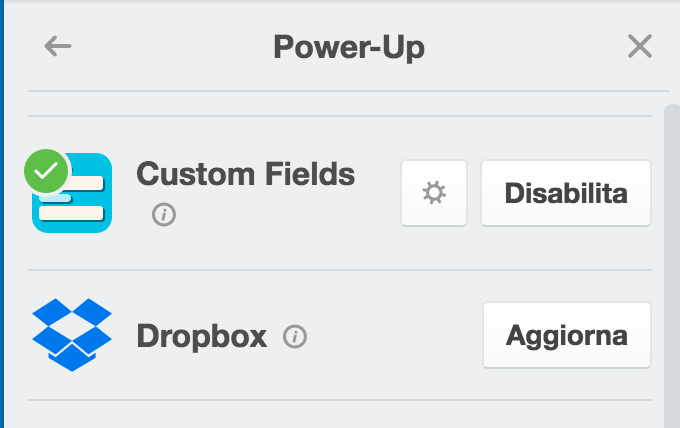 Power-Up
Custom Fields
Disabilita
Dropbox
Aggiorna